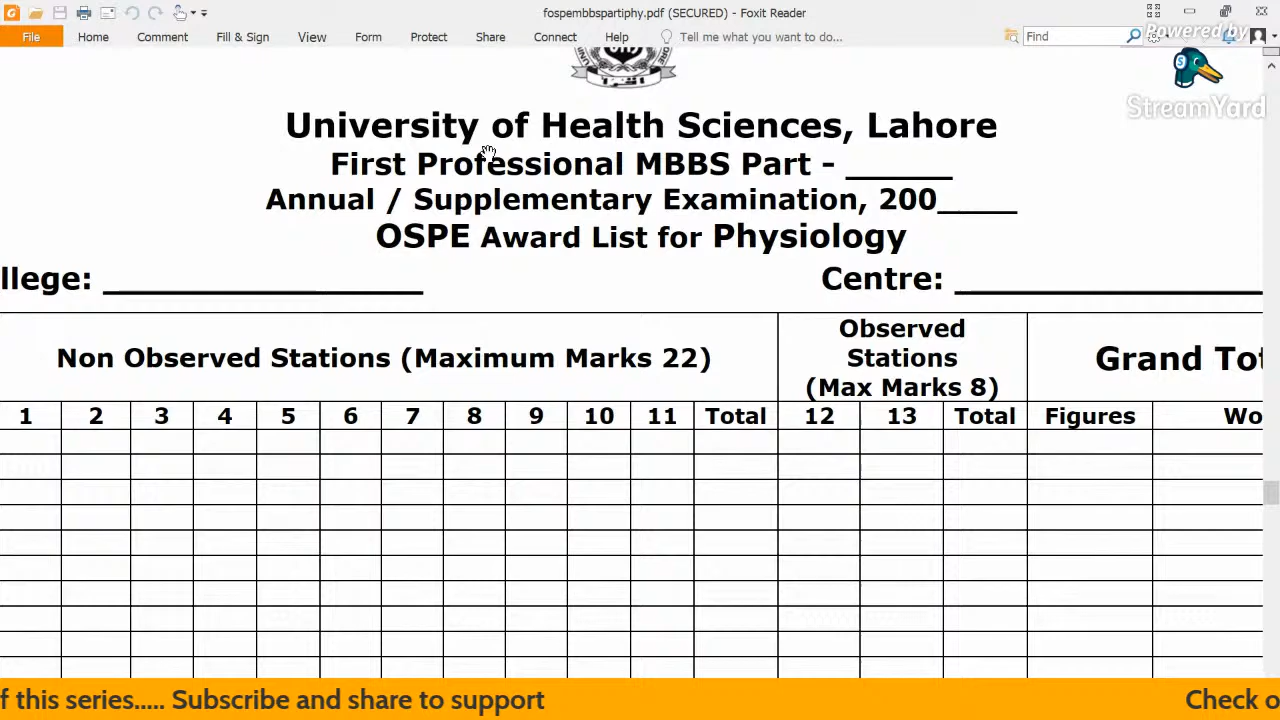 fospembbspartiphy.pdf (SECURED) - Foxit Reader
File Home Comment Fill & Sign View Form Protect Share Connect Help Tell me what you want to do... Find
Powered by
StreamYard
University of Health Sciences, Lahore
First Professional MBBS Part - ______
Annual / Supplementary Examination, 200____
OSPE Award List for Physiology
llege: ____________________ Centre: ____________________
Non Observed Stations (Maximum Marks 22) Observed Stations (Max Marks 8) Grand Tot
1 2 3 4 5 6 7 8 9 10 11 Total 12 13 Total Figures Wo
f this series..... Subscribe and share to support Check o